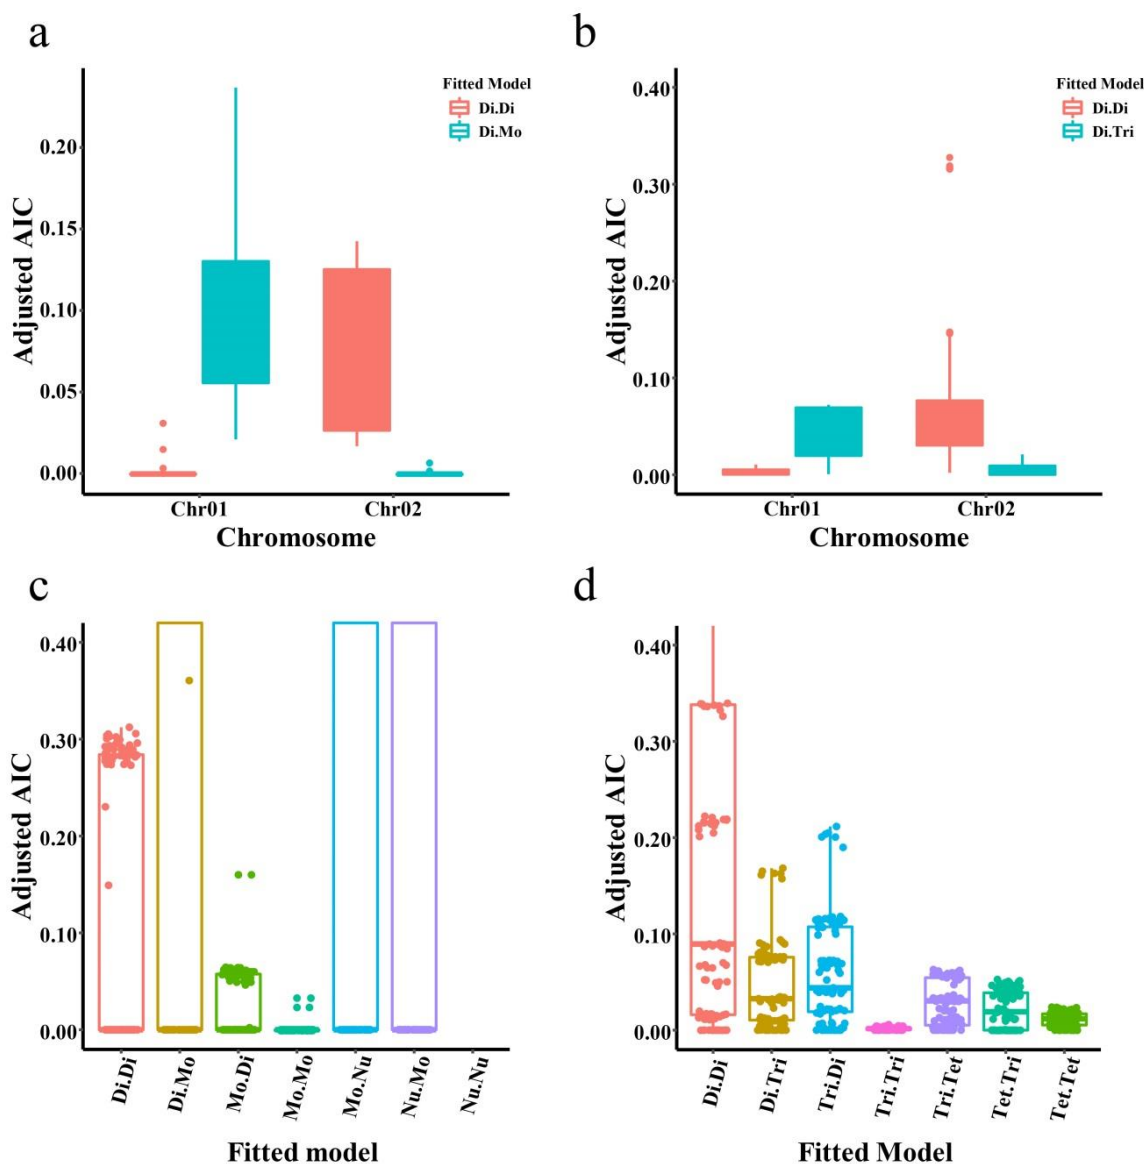 a
Fitted Model
Di.Di
Di.Mo
Adjusted AIC
0.20
0.15
0.10
0.05
0.00
Chr01
Chr02
Chromosome
b
Fitted Model
Di.Di
Di.Tri
Adjusted AIC
0.40
0.30
0.20
0.10
0.00
Chr01
Chr02
Chromosome
c
Adjusted AIC
0.40
0.30
0.20
0.10
0.00
Di.Di
Di.Mo
Mo.Di
Mo.Mo
Mo.Nu
Nu.Mo
Nu.Nu
Fitted model
d
Adjusted AIC
0.40
0.30
0.20
0.10
0.00
Di.Di
Di.Tri
Tri.Di
Tri.Tri
Tri.Tet
Tet.Tri
Tet.Tet
Fitted Model